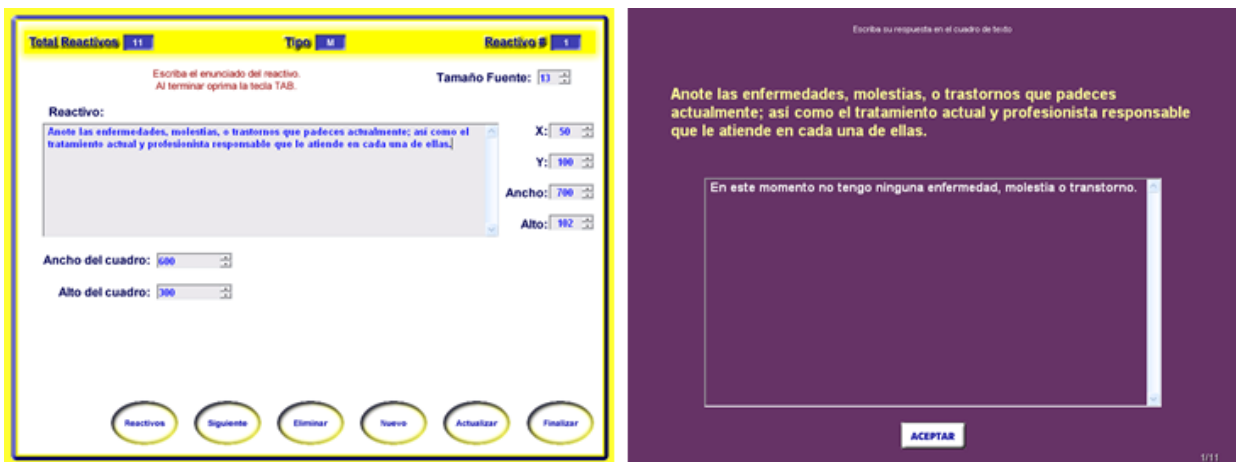 Total Reactivos 11 Tipo M Reactivo # 1
Escriba el enunciado del reactivo.
Al terminar oprima la tecla TAB.
Tamaño Fuente: 13
Reactivo:
Anote las enfermedades, molestias, o trastornos que padeces actualmente; así como el
tratamiento actual y profesionista responsable que le atiende en cada una de ellas.
X: 50
Y: 100
Ancho: 700
Alto: 102
Ancho del cuadro: 600
Alto del cuadro: 300
Reactivos Siguiente Eliminar Nuevo Actualizar Finalizar
Escriba su respuesta en el cuadro de texto
Anote las enfermedades, molestias, o trastornos que padeces
actualmente; así como el tratamiento actual y profesionista responsable
que le atiende en cada una de ellas.
En este momento no tengo ninguna enfermedad, molestia o transtorno.
ACEPTAR
1/11